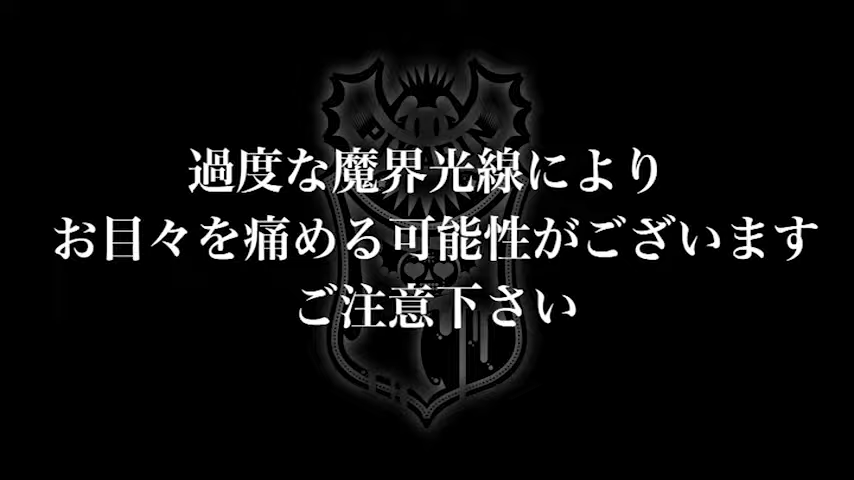 過度な魔界光線により
お目々を痛める可能性がございます
ご注意下さい